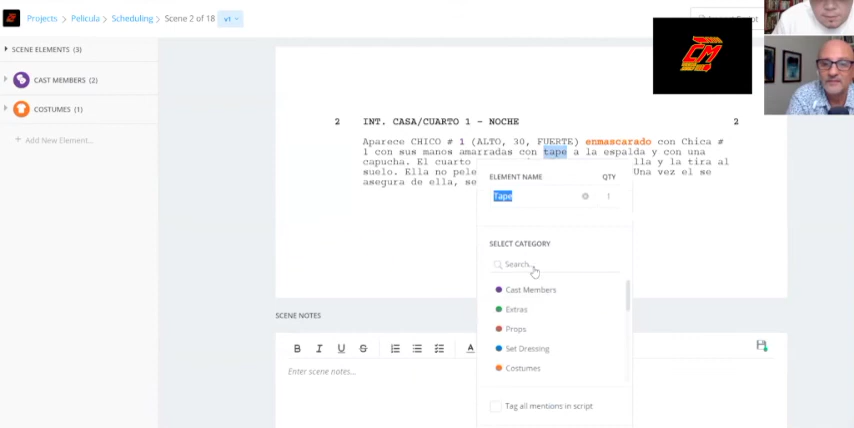 Projects > Pelicula > Scheduling > Scene 2 of 18 v1
SCENE ELEMENTS (3)
CAST MEMBERS (2)
COSTUMES (1)
+ Add New Element...
CM
2 INT. CASA/CUARTO 1 - NOCHE 2
Aparece CHICO # 1 (ALTO, 30, FUERTE) enmascarado con Chica #
1 con sus manos amarradas con tape a la espalda y con una
capucha. El cuarto lla y la tira al
suelo. Ella no pele Una vez el se
asegura de ella, se
ELEMENT NAME QTY
Tape 1
SELECT CATEGORY
Search...
Cast Members
Extras
Props
Set Dressing
Costumes
Tag all mentions in script
SCENE NOTES
B I U S A
Enter scene notes...